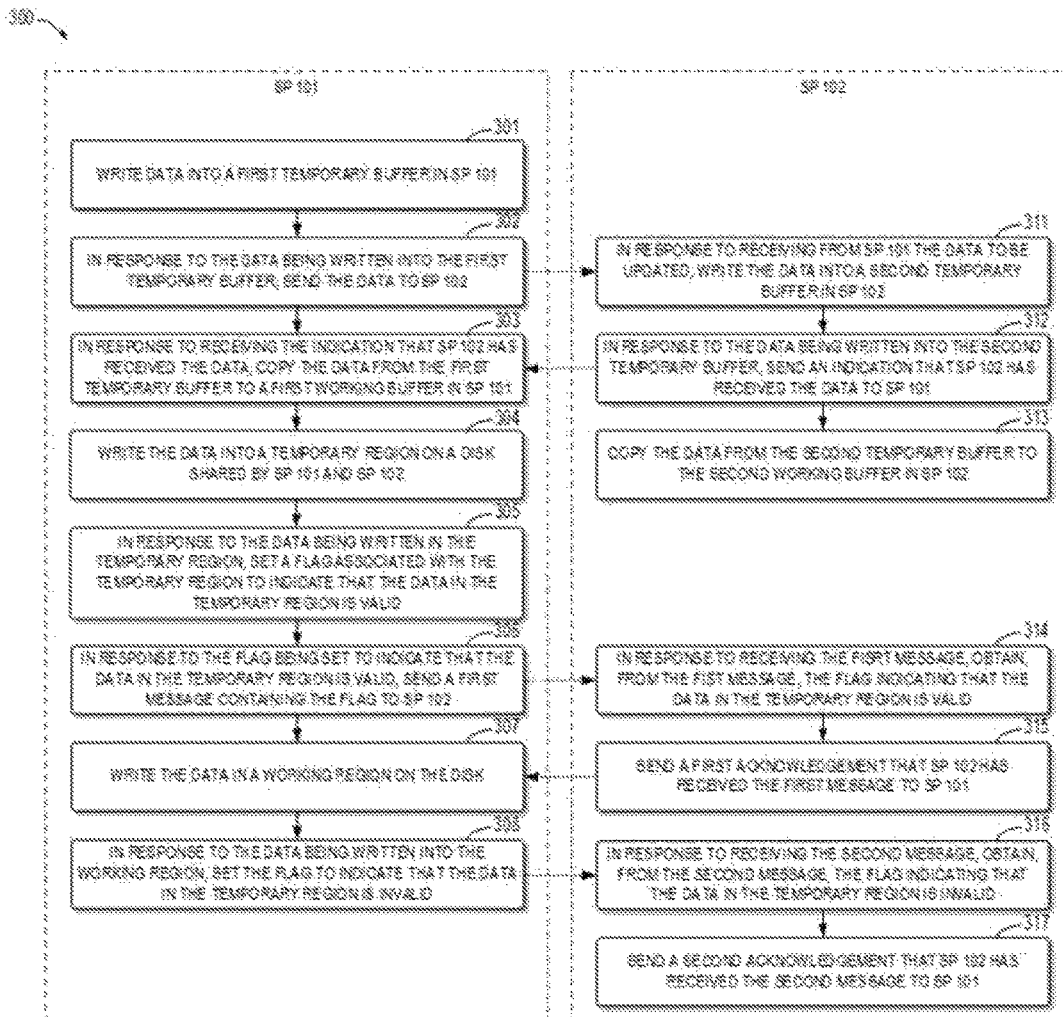 300
SP 101
301
WRITE DATA INTO A FIRST TEMPORARY BUFFER IN SP 101
302
IN RESPONSE TO THE DATA BEING WRITTEN INTO THE FIRST
TEMPORARY BUFFER, SEND THE DATA TO SP 102
303
IN RESPONSE TO RECEIVING THE INDICATION THAT SP 102 HAS
RECEIVED THE DATA, COPY THE DATA FROM THE FIRST
TEMPORARY BUFFER TO A FIRST WORKING BUFFER IN SP 101
304
WRITE THE DATA INTO A TEMPORARY REGION ON A DISK
SHARED BY SP 101 AND SP 102
305
IN RESPONSE TO THE DATA BEING WRITTEN IN THE
TEMPORARY REGION, SET A FLAG ASSOCIATED WITH THE
TEMPORARY REGION TO INDICATE THAT THE DATA IN THE
TEMPORARY REGION IS VALID
306
IN RESPONSE TO THE FLAG BEING SET TO INDICATE THAT THE
DATA IN THE TEMPORARY REGION IS VALID, SEND A FIRST
MESSAGE CONTAINING THE FLAG TO SP 102
307
WRITE THE DATA IN A WORKING REGION ON THE DISK
308
IN RESPONSE TO THE DATA BEING WRITTEN INTO THE
WORKING REGION, SET THE FLAG TO INDICATE THAT THE DATA
IN THE TEMPORARY REGION IS INVALID
SP 102
311
IN RESPONSE TO RECEIVING FROM SP 101 THE DATA TO BE
UPDATED, WRITE THE DATA INTO A SECOND TEMPORARY
BUFFER IN SP 102
312
IN RESPONSE TO THE DATA BEING WRITTEN INTO THE SECOND
TEMPORARY BUFFER, SEND AN INDICATION THAT SP 102 HAS
RECEIVED THE DATA TO SP 101
313
COPY THE DATA FROM THE SECOND TEMPORARY BUFFER TO
THE SECOND WORKING BUFFER IN SP 102
314
IN RESPONSE TO RECEIVING THE FISRT MESSAGE, OBTAIN,
FROM THE FIST MESSAGE, THE FLAG INDICATING THAT THE
DATA IN THE TEMPORARY REGION IS VALID
315
SEND A FIRST ACKNOWLEDGEMENT THAT SP 102 HAS
RECEIVED THE FIRST MESSAGE TO SP 101
316
IN RESPONSE TO RECEIVING THE SECOND MESSAGE, OBTAIN,
FROM THE SECOND MESSAGE, THE FLAG INDICATING THAT
THE DATA IN THE TEMPORARY REGION IS INVALID
317
SEND A SECOND ACKNOWLEDGEMENT THAT SP 102 HAS
RECEIVED THE SECOND MESSAGE TO SP 101